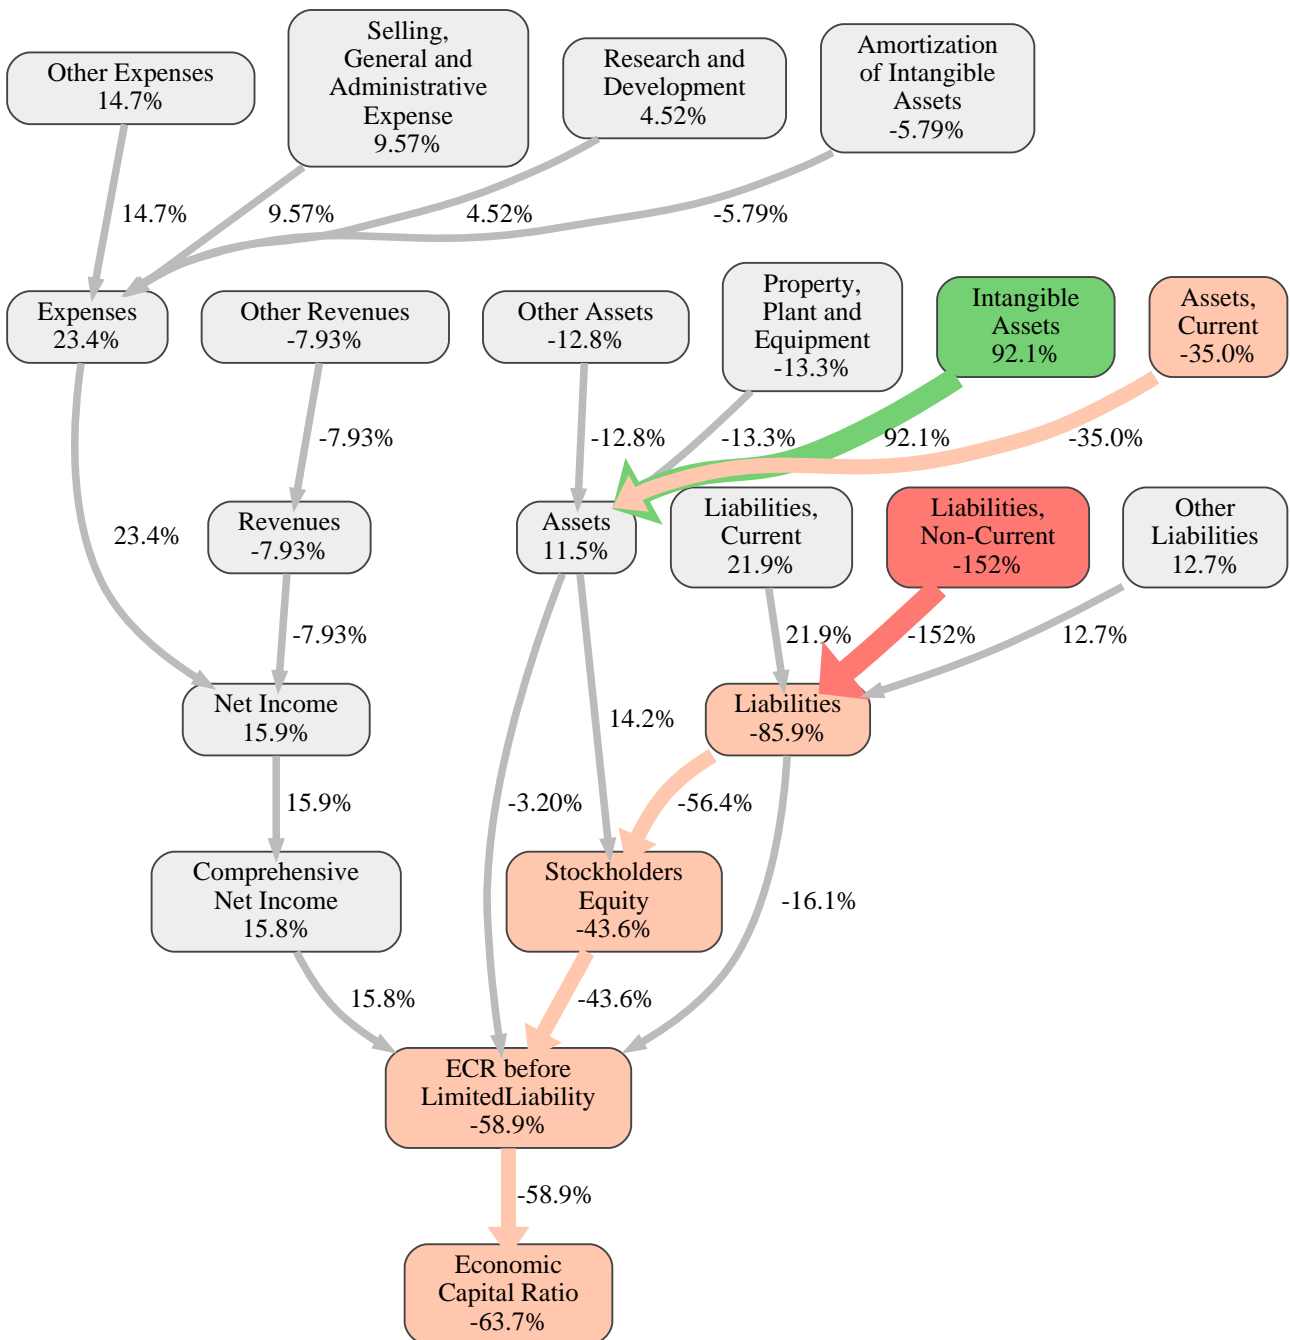 Other Expenses
14.7%
Selling,
General and
Administrative
Expense
9.57%
Research and
Development
4.52%
Amortization
of Intangible
Assets
-5.79%
14.7%
9.57%
4.52%
-5.79%
Expenses
23.4%
Other Revenues
-7.93%
Other Assets
-12.8%
Property,
Plant and
Equipment
-13.3%
Intangible
Assets
92.1%
Assets,
Current
-35.0%
-7.93%
-12.8%
-13.3%
92.1%
-35.0%
23.4%
Revenues
-7.93%
Assets
11.5%
Liabilities,
Current
21.9%
Liabilities,
Non-Current
-152%
Other
Liabilities
12.7%
-7.93%
21.9%
-152%
12.7%
Net Income
15.9%
14.2%
Liabilities
-85.9%
15.9%
-3.20%
-56.4%
Comprehensive
Net Income
15.8%
Stockholders
Equity
-43.6%
-16.1%
15.8%
-43.6%
ECR before
LimitedLiability
-58.9%
-58.9%
Economic
Capital Ratio
-63.7%